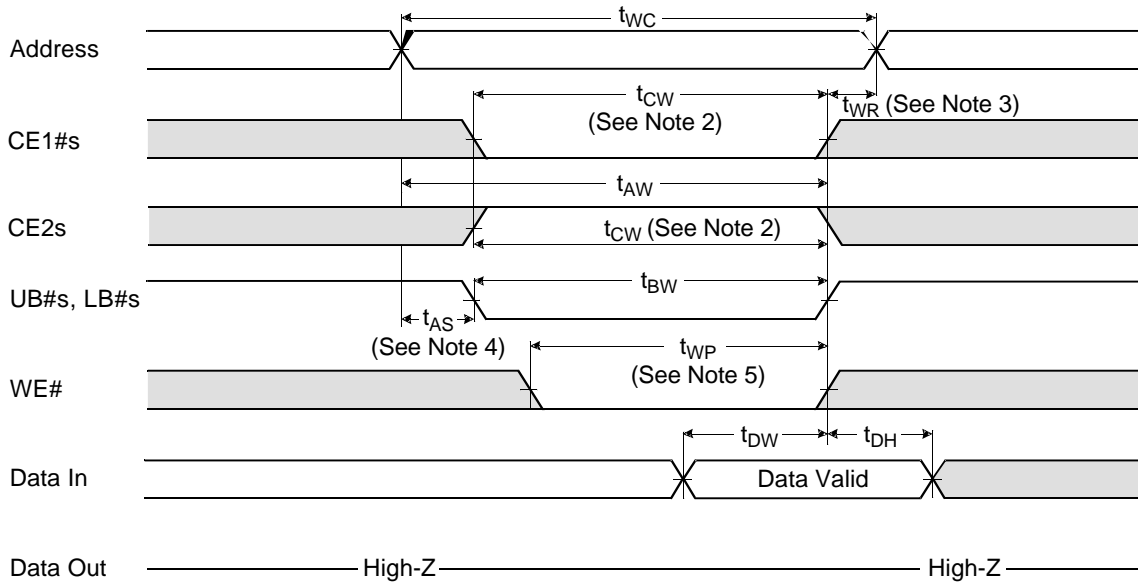 tWC
Address
tCW
(See Note 2)
tWR (See Note 3)
CE1#s
tAW
CE2s
tCW (See Note 2)
tBW
UB#s, LB#s
tAS
(See Note 4)
tWP
(See Note 5)
WE#
tDW
tDH
Data In
Data Valid
Data Out
High-Z
High-Z